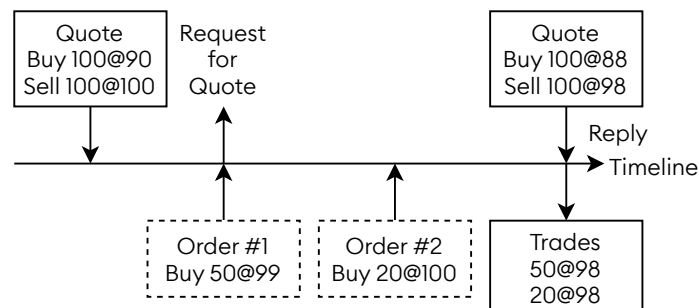 Quote
Buy 100@90
Sell 100@100
Request
for
Quote
Quote
Buy 100@88
Sell 100@98
Reply
Timeline
Order #1
Buy 50@99
Order #2
Buy 20@100
Trades
50@98
20@98